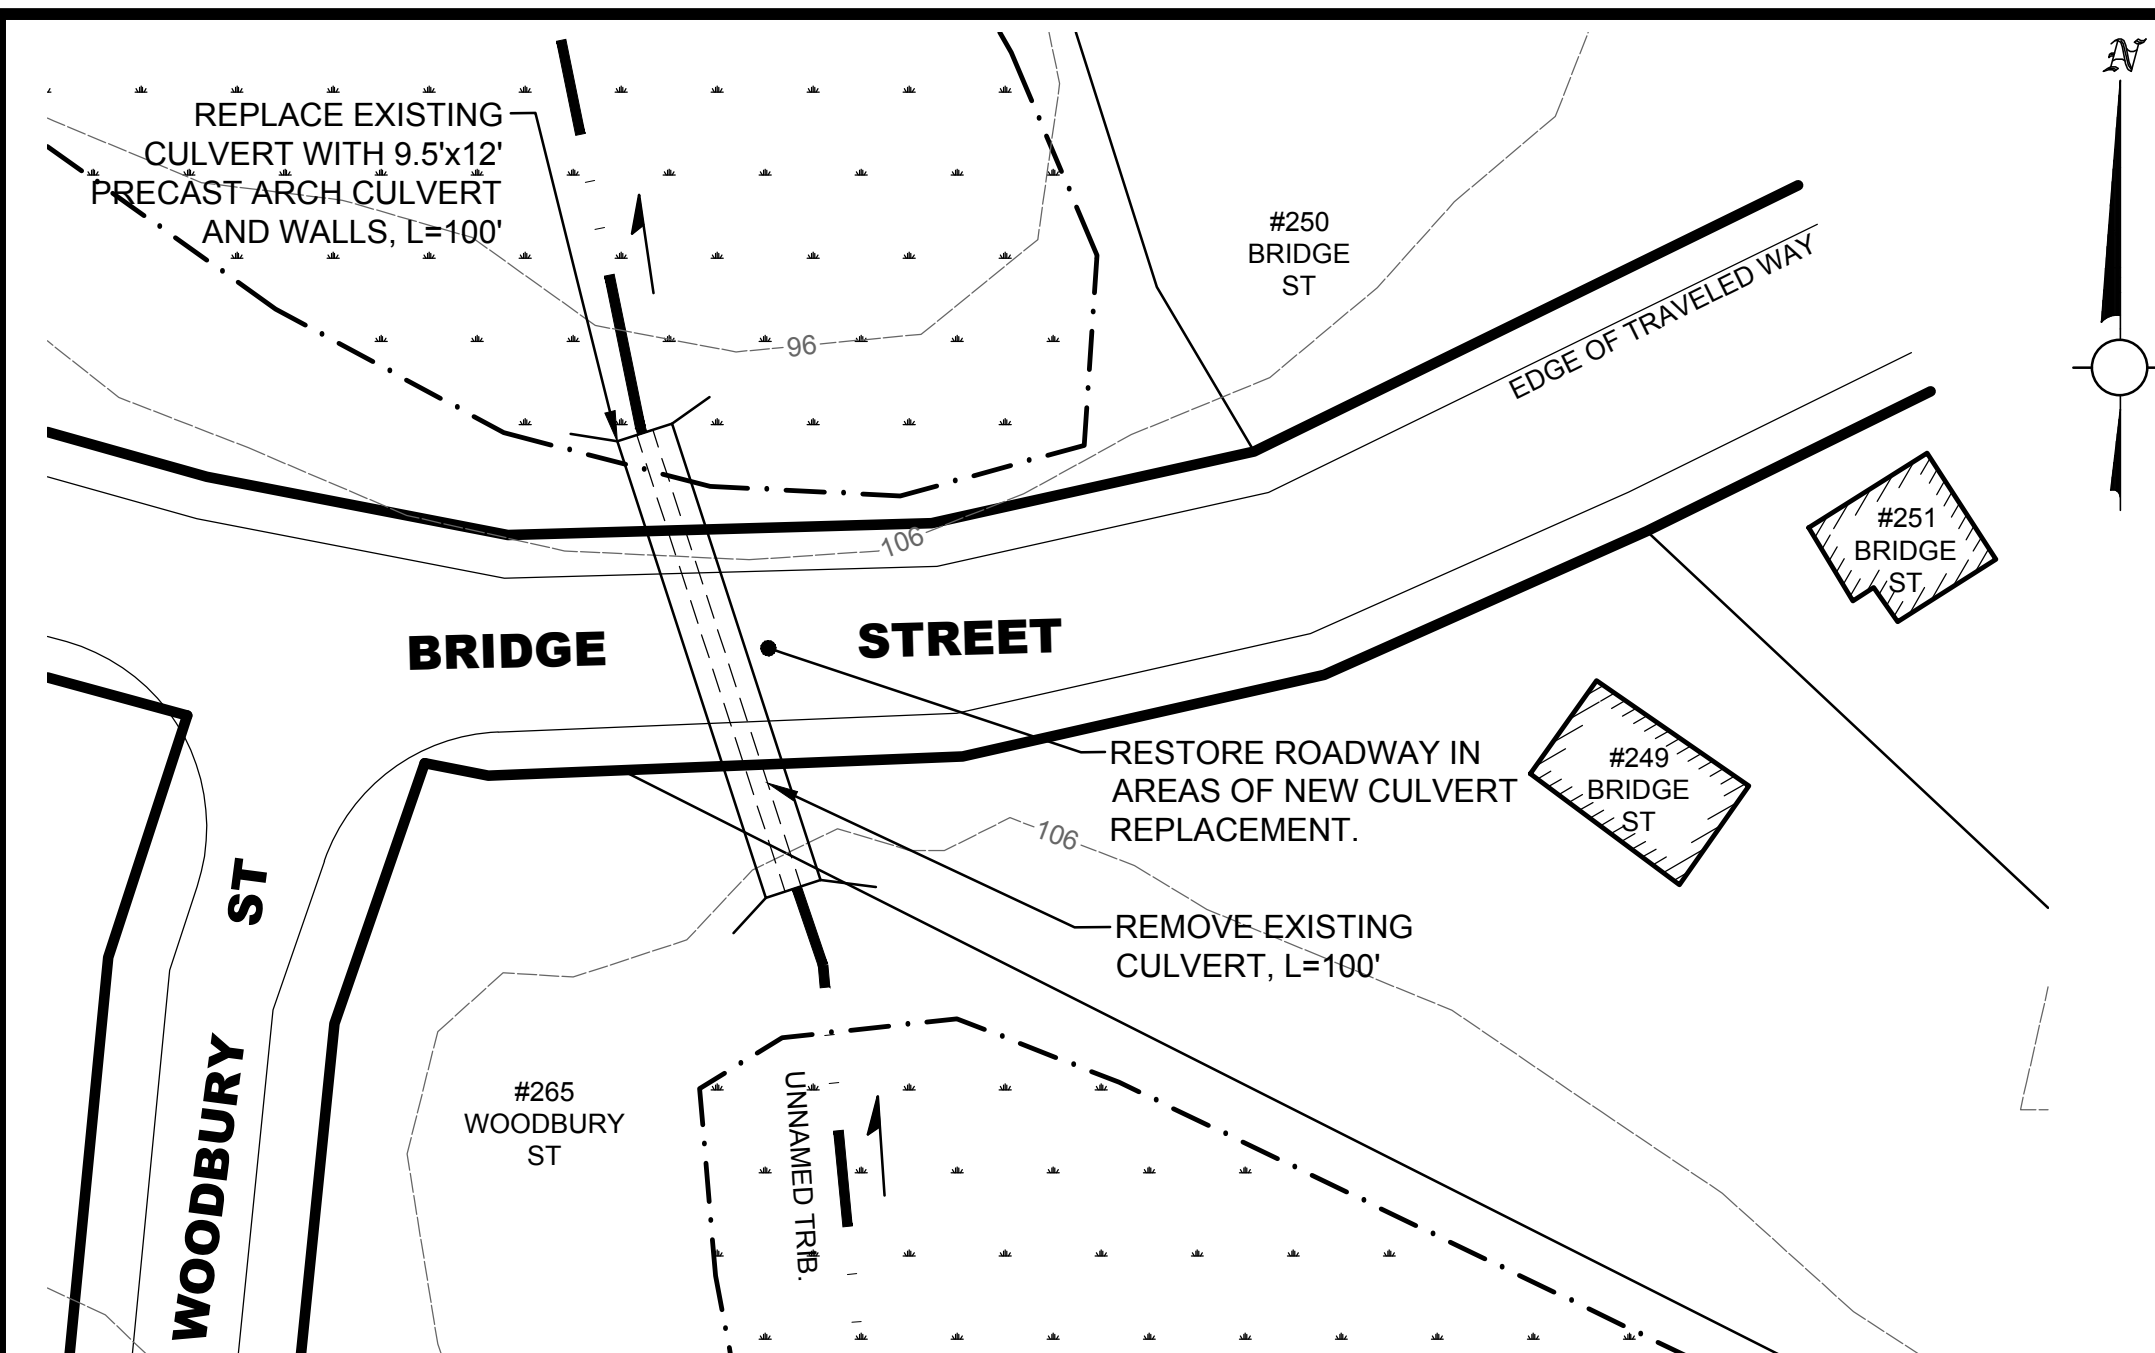 N
REPLACE EXISTING
CULVERT WITH 9.5'x12'
PRECAST ARCH CULVERT
AND WALLS, L=100'
#250
BRIDGE
ST
EDGE OF TRAVELED WAY
96
106
#251
BRIDGE
ST
BRIDGE STREET
RESTORE ROADWAY IN
AREAS OF NEW CULVERT
REPLACEMENT.
#249
BRIDGE
ST
106
REMOVE EXISTING
CULVERT, L=100'
WOODBURY ST
#265
WOODBURY
ST
UNNAMED TRIB.